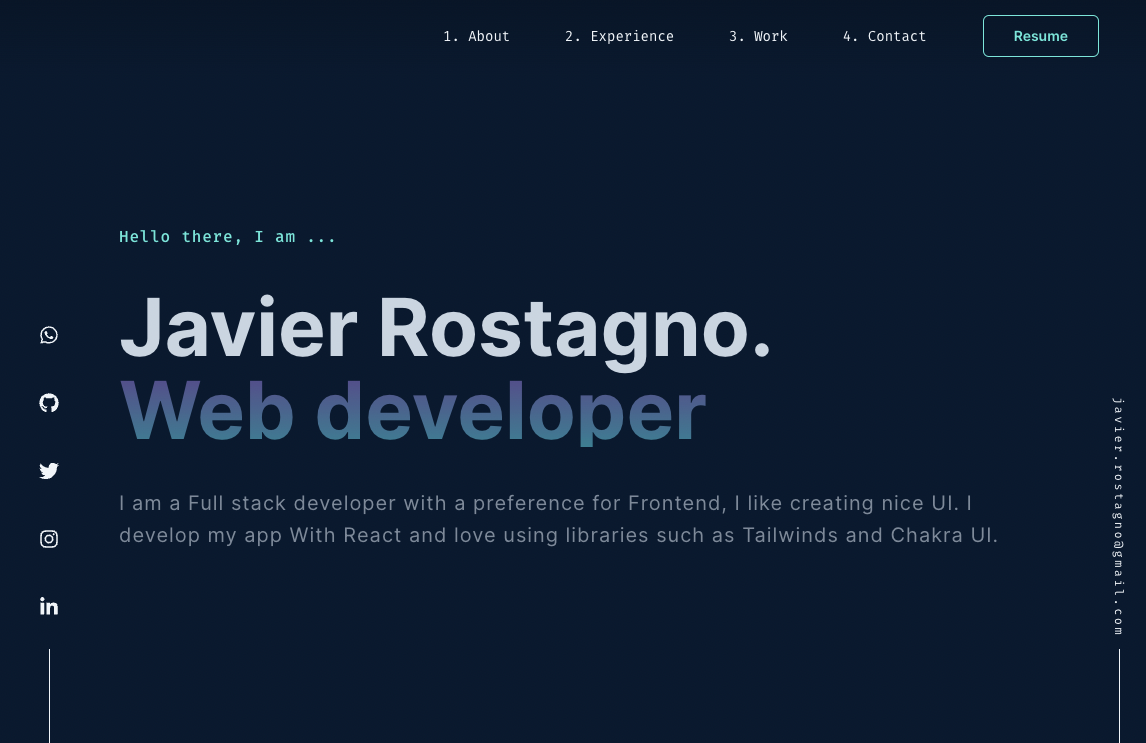 1. About
2. Experience
3. Work
4. Contact
Resume
Hello there, I am ...
Javier Rostagno.
Web developer
I am a Full stack developer with a preference for Frontend, I like creating nice UI. I
develop my app With React and love using libraries such as Tailwinds and Chakra UI.
javier.rostagno@gmail.com